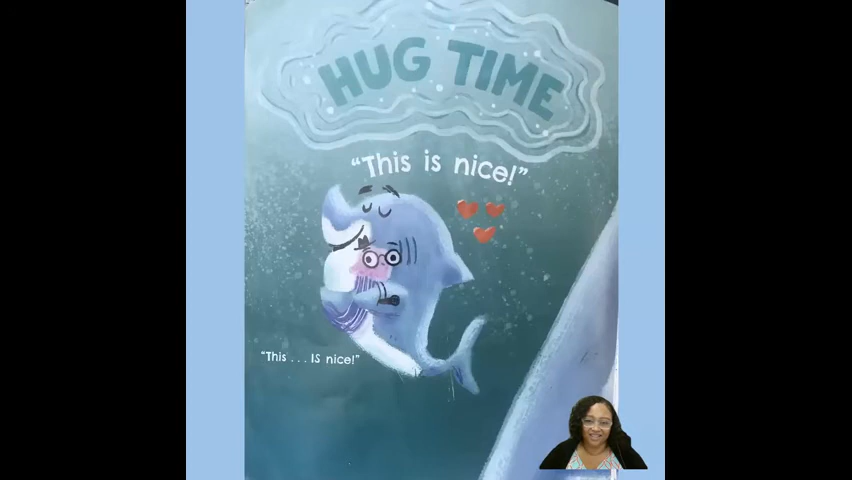 HUG TIME
“This is nice!”
“This . . . IS nice!”